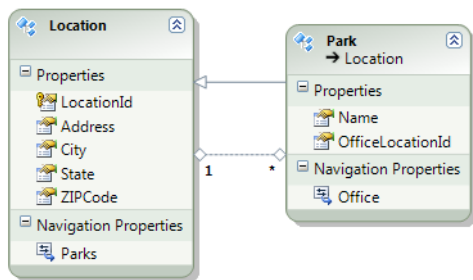 Location
Properties
LocationId
Address
City
State
ZIPCode
Navigation Properties
Parks
1
*
Park
Location
Properties
Name
OfficeLocationId
Navigation Properties
Office